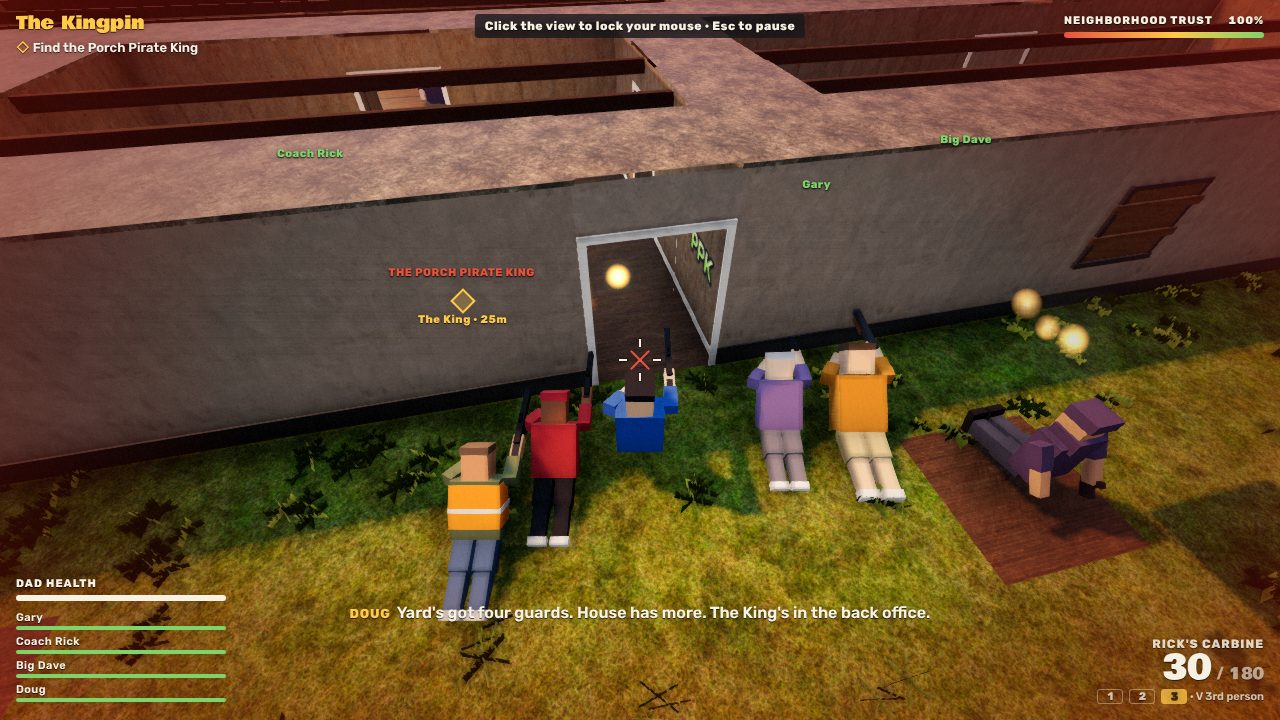 The Kingpin
Find the Porch Pirate King
Click the view to lock your mouse • Esc to pause
NEIGHBORHOOD TRUST 100%
Coach Rick
Big Dave
Gary
THE PORCH PIRATE KING
The King • 25m
DAD HEALTH
Gary
Coach Rick
Big Dave
Doug
DOUG Yard's got four guards. House has more. The King's in the back office.
RICK'S CARBINE
30 / 180
1 2 3 • V 3rd person